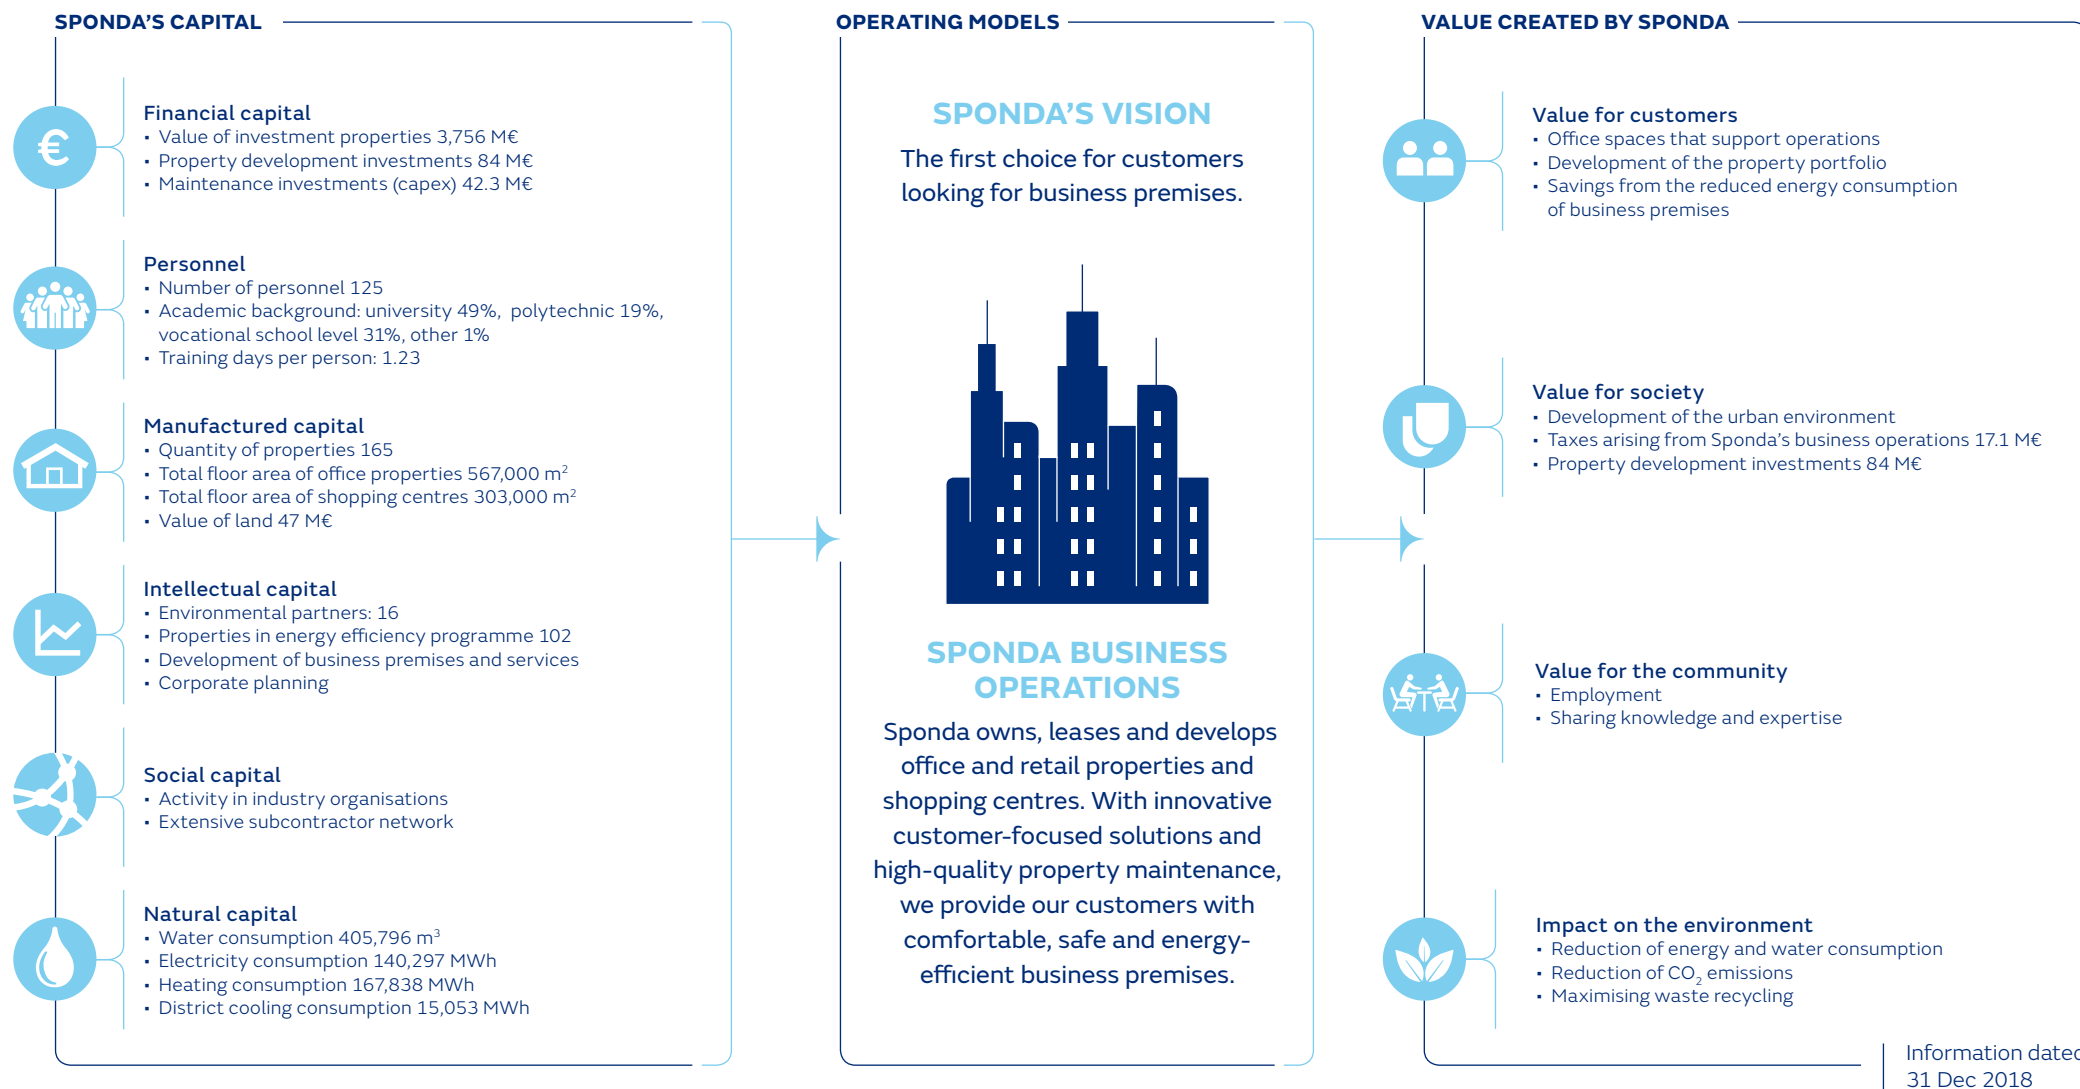 SPONDA'S CAPITAL
Financial capital
▪ Value of investment properties 3,756 M€
▪ Property development investments 84 M€
▪ Maintenance investments (capex) 42.3 M€
Personnel
▪ Number of personnel 125
▪ Academic background: university 49%, polytechnic 19%,
vocational school level 31%, other 1%
▪ Training days per person: 1.23
Manufactured capital
▪ Quantity of properties 165
▪ Total floor area of office properties 567,000 m²
▪ Total floor area of shopping centres 303,000 m²
▪ Value of land 47 M€
Intellectual capital
▪ Environmental partners: 16
▪ Properties in energy efficiency programme 102
▪ Development of business premises and services
▪ Corporate planning
Social capital
▪ Activity in industry organisations
▪ Extensive subcontractor network
Natural capital
▪ Water consumption 405,796 m³
▪ Electricity consumption 140,297 MWh
▪ Heating consumption 167,838 MWh
▪ District cooling consumption 15,053 MWh
OPERATING MODELS
SPONDA'S VISION
The first choice for customers
looking for business premises.
SPONDA BUSINESS
OPERATIONS
Sponda owns, leases and develops
office and retail properties and
shopping centres. With innovative
customer-focused solutions and
high-quality property maintenance,
we provide our customers with
comfortable, safe and energy-
efficient business premises.
VALUE CREATED BY SPONDA
Value for customers
▪ Office spaces that support operations
▪ Development of the property portfolio
▪ Savings from the reduced energy consumption
of business premises
Value for society
▪ Development of the urban environment
▪ Taxes arising from Sponda's business operations 17.1 M€
▪ Property development investments 84 M€
Value for the community
▪ Employment
▪ Sharing knowledge and expertise
Impact on the environment
▪ Reduction of energy and water consumption
▪ Reduction of CO₂ emissions
▪ Maximising waste recycling
Information dated
31 Dec 2018